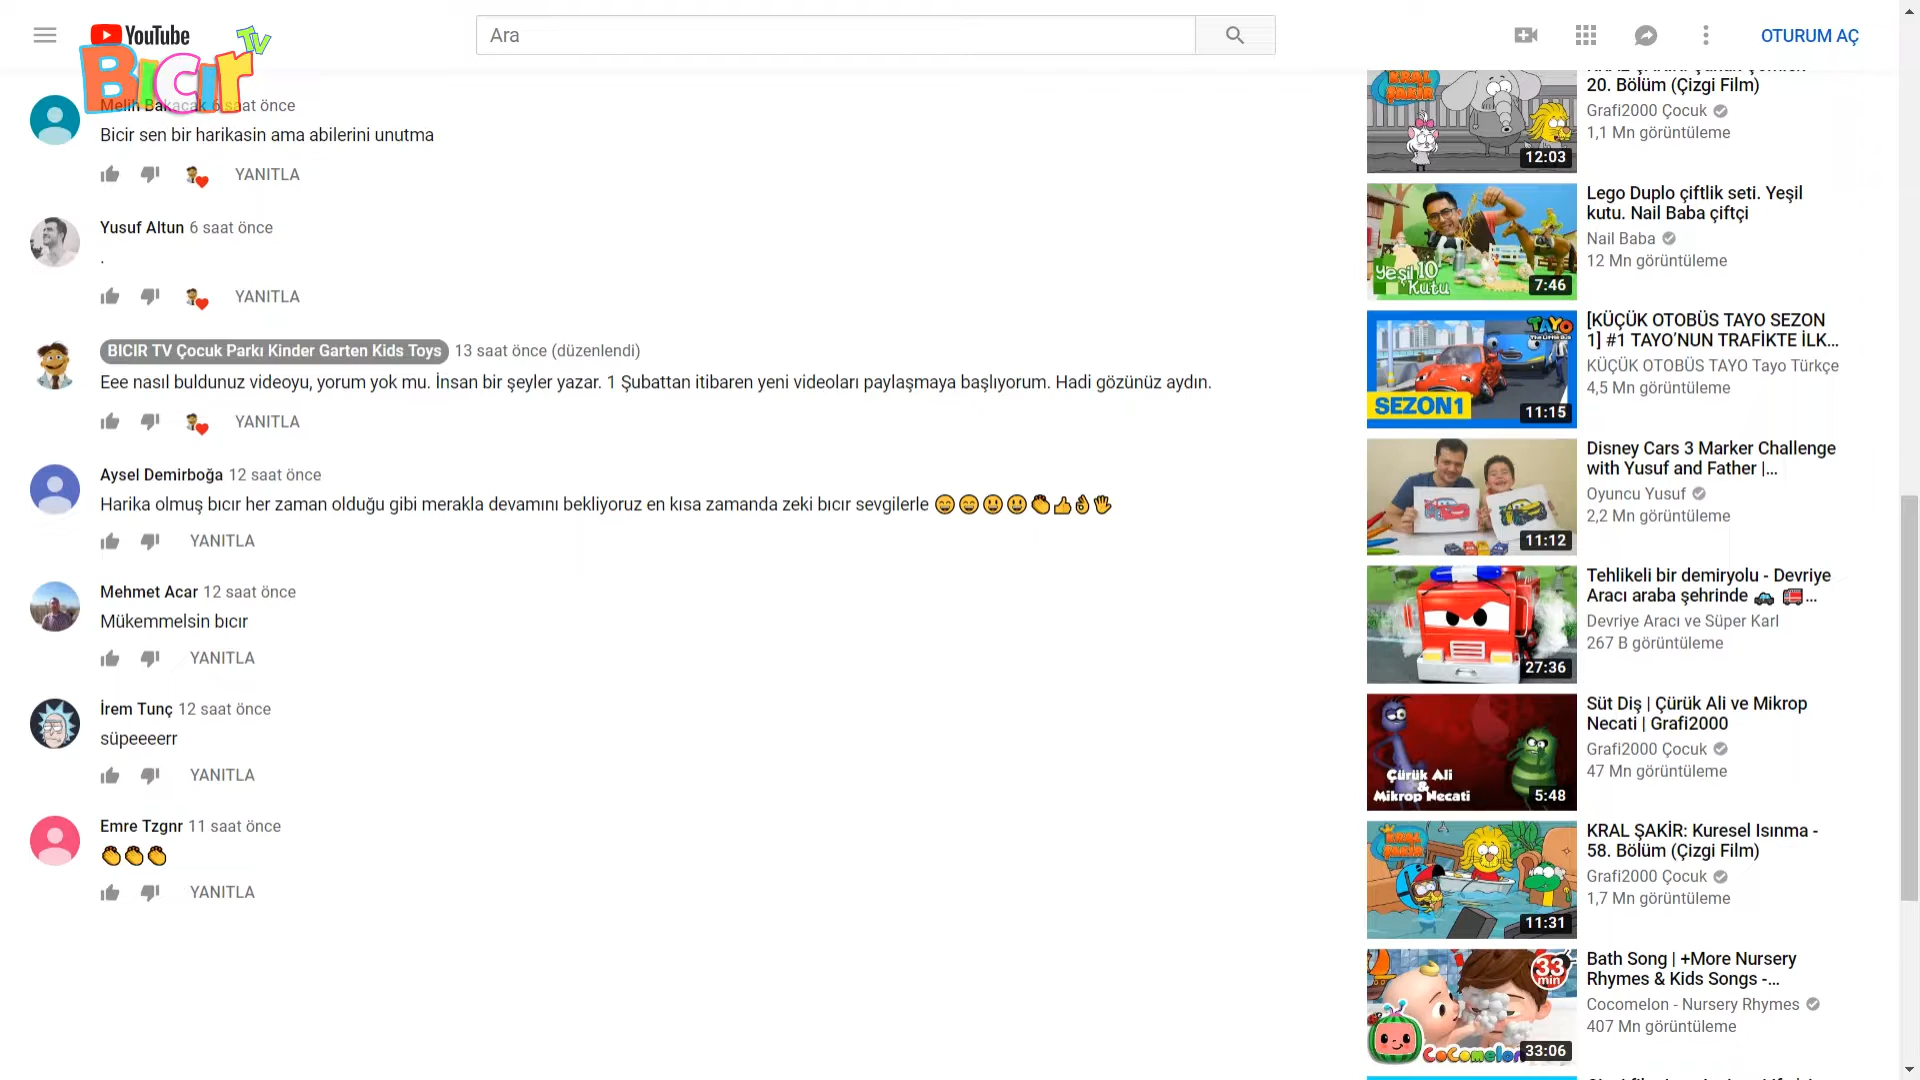 YouTube
BICIR TV
Ara
OTURUM AÇ
Melih Bakacak 6 saat önce
Bicir sen bir harikasin ama abilerini unutma
YANITLA
Yusuf Altun 6 saat önce
.
YANITLA
BICIR TV Çocuk Parkı Kinder Garten Kids Toys 13 saat önce (düzenlendi)
Eee nasıl buldunuz videoyu, yorum yok mu. İnsan bir şeyler yazar. 1 Şubattan itibaren yeni videoları paylaşmaya başlıyorum. Hadi gözünüz aydın.
YANITLA
Aysel Demirboğa 12 saat önce
Harika olmuş bıcır her zaman olduğu gibi merakla devamını bekliyoruz en kısa zamanda zeki bıcır sevgilerle 😄😄😃😃👏👍👌👋
YANITLA
Mehmet Acar 12 saat önce
Mükemmelsin bıcır
YANITLA
İrem Tunç 12 saat önce
süpeeeerr
YANITLA
Emre Tzgnr 11 saat önce
👏👏👏
YANITLA
KRAL ŞAKİR
12:03
20. Bölüm (Çizgi Film)
Grafi2000 Çocuk
1,1 Mn görüntüleme
Yeşil 10
Kutu
7:46
Lego Duplo çiftlik seti. Yeşil
kutu. Nail Baba çiftçi
Nail Baba
12 Mn görüntüleme
TAYO
SEZON1
11:15
[KÜÇÜK OTOBÜS TAYO SEZON
1] #1 TAYO’NUN TRAFİKTE İLK...
KÜÇÜK OTOBÜS TAYO Tayo Türkçe
4,5 Mn görüntüleme
11:12
Disney Cars 3 Marker Challenge
with Yusuf and Father |...
Oyuncu Yusuf
2,2 Mn görüntüleme
27:36
Tehlikeli bir demiryolu - Devriye
Aracı araba şehrinde 🚓 🚒...
Devriye Aracı ve Süper Karl
267 B görüntüleme
Çürük Ali
&
Mikrop Necati
5:48
Süt Diş | Çürük Ali ve Mikrop
Necati | Grafi2000
Grafi2000 Çocuk
47 Mn görüntüleme
KRAL ŞAKİR
11:31
KRAL ŞAKİR: Kuresel Isınma -
58. Bölüm (Çizgi Film)
Grafi2000 Çocuk
1,7 Mn görüntüleme
33
min
CoComelon
33:06
Bath Song | +More Nursery
Rhymes & Kids Songs -...
Cocomelon - Nursery Rhymes
407 Mn görüntüleme